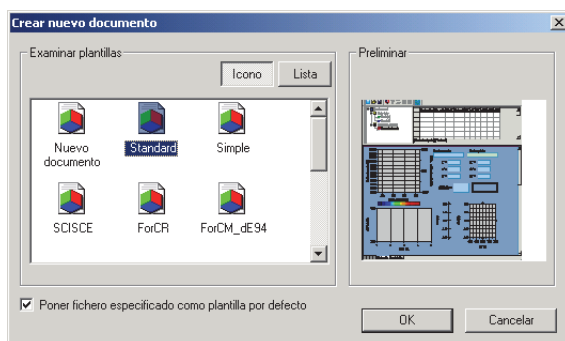 Crear nuevo documento
Examinar plantillas
Icono
Lista
Nuevo
documento
Standard
Simple
SCISCE
ForCR
ForCM_dE94
Poner fichero especificado como plantilla por defecto
Preliminar
OK
Cancelar